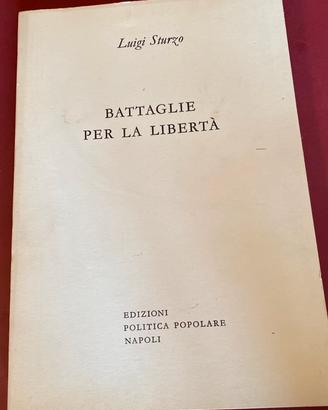 Luigi Sturzo
BATTAGLIE
PER LA LIBERTÀ
EDIZIONI
POLITICA POPOLARE
NAPOLI